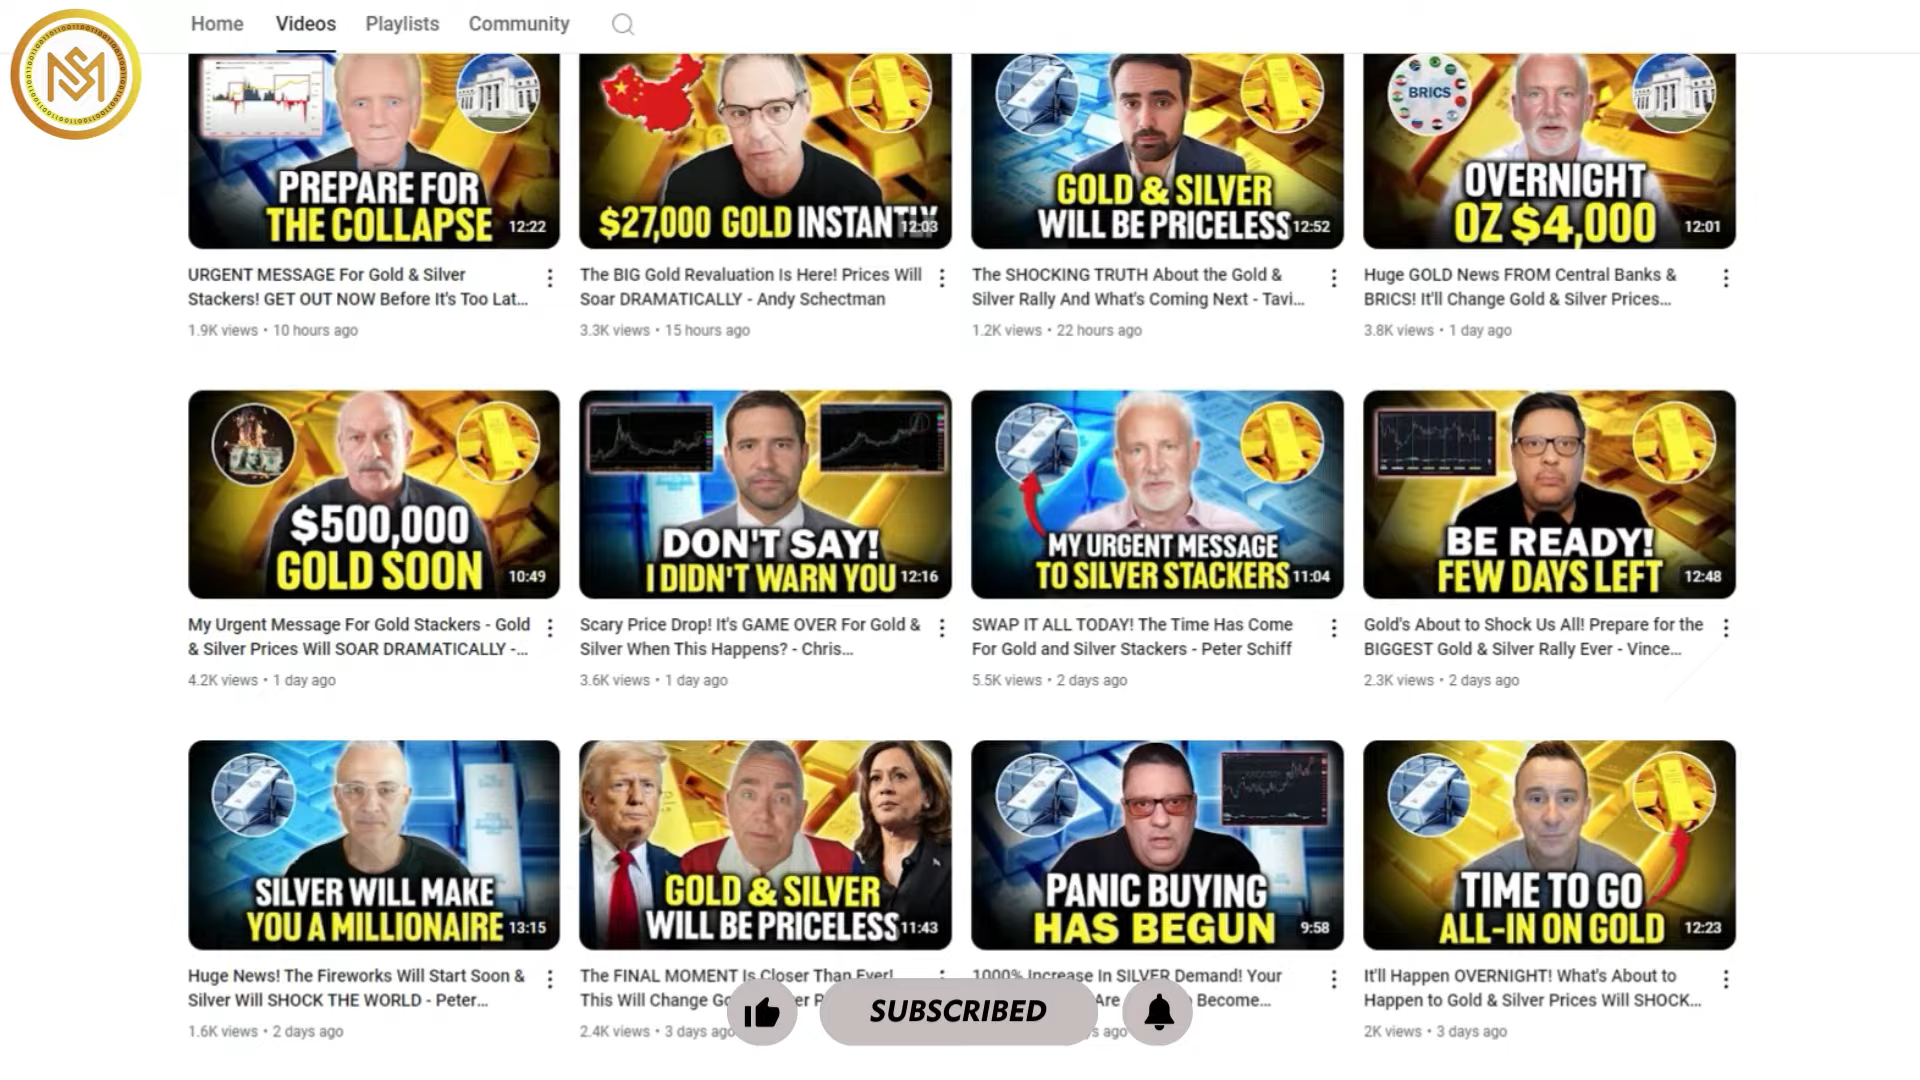 Home Videos Playlists Community
BRICS
PREPARE FOR
THE COLLAPSE 12:22
$27,000 GOLD INSTANTLY 12:03
GOLD & SILVER
WILL BE PRICELESS 12:52
OVERNIGHT
OZ $4,000 12:01
URGENT MESSAGE For Gold & Silver
Stackers! GET OUT NOW Before It's Too Lat...
1.9K views • 10 hours ago
The BIG Gold Revaluation Is Here! Prices Will
Soar DRAMATICALLY - Andy Schectman
3.3K views • 15 hours ago
The SHOCKING TRUTH About the Gold &
Silver Rally And What's Coming Next - Tavi...
1.2K views • 22 hours ago
Huge GOLD News FROM Central Banks &
BRICS! It'll Change Gold & Silver Prices...
3.8K views • 1 day ago
$500,000
GOLD SOON 10:49
DON'T SAY!
I DIDN'T WARN YOU 12:16
MY URGENT MESSAGE
TO SILVER STACKERS 11:04
BE READY!
FEW DAYS LEFT 12:48
My Urgent Message For Gold Stackers - Gold
& Silver Prices Will SOAR DRAMATICALLY -...
4.2K views • 1 day ago
Scary Price Drop! It's GAME OVER For Gold &
Silver When This Happens? - Chris...
3.6K views • 1 day ago
SWAP IT ALL TODAY! The Time Has Come
For Gold and Silver Stackers - Peter Schiff
5.5K views • 2 days ago
Gold's About to Shock Us All! Prepare for the
BIGGEST Gold & Silver Rally Ever - Vince...
2.3K views • 2 days ago
SILVER WILL MAKE
YOU A MILLIONAIRE 13:15
GOLD & SILVER
WILL BE PRICELESS 11:43
PANIC BUYING
HAS BEGUN 9:58
TIME TO GO
ALL-IN ON GOLD 12:23
Huge News! The Fireworks Will Start Soon &
Silver Will SHOCK THE WORLD - Peter...
1.6K views • 2 days ago
The FINAL MOMENT Is Closer Than Ever!
This Will Change
2.4K views • 3 days ago
1000% Increase In SILVER Demand! Your
Are Become...
ago
It'll Happen OVERNIGHT! What's About to
Happen to Gold & Silver Prices Will SHOCK...
2K views • 3 days ago
SUBSCRIBED